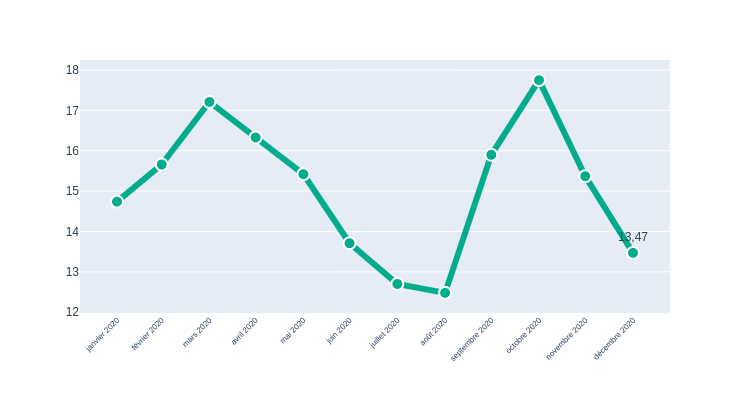 18
17
16
15
14
13
12
13,47
janvier 2020
février 2020
mars 2020
avril 2020
mai 2020
juin 2020
juillet 2020
août 2020
septembre 2020
octobre 2020
novembre 2020
décembre 2020